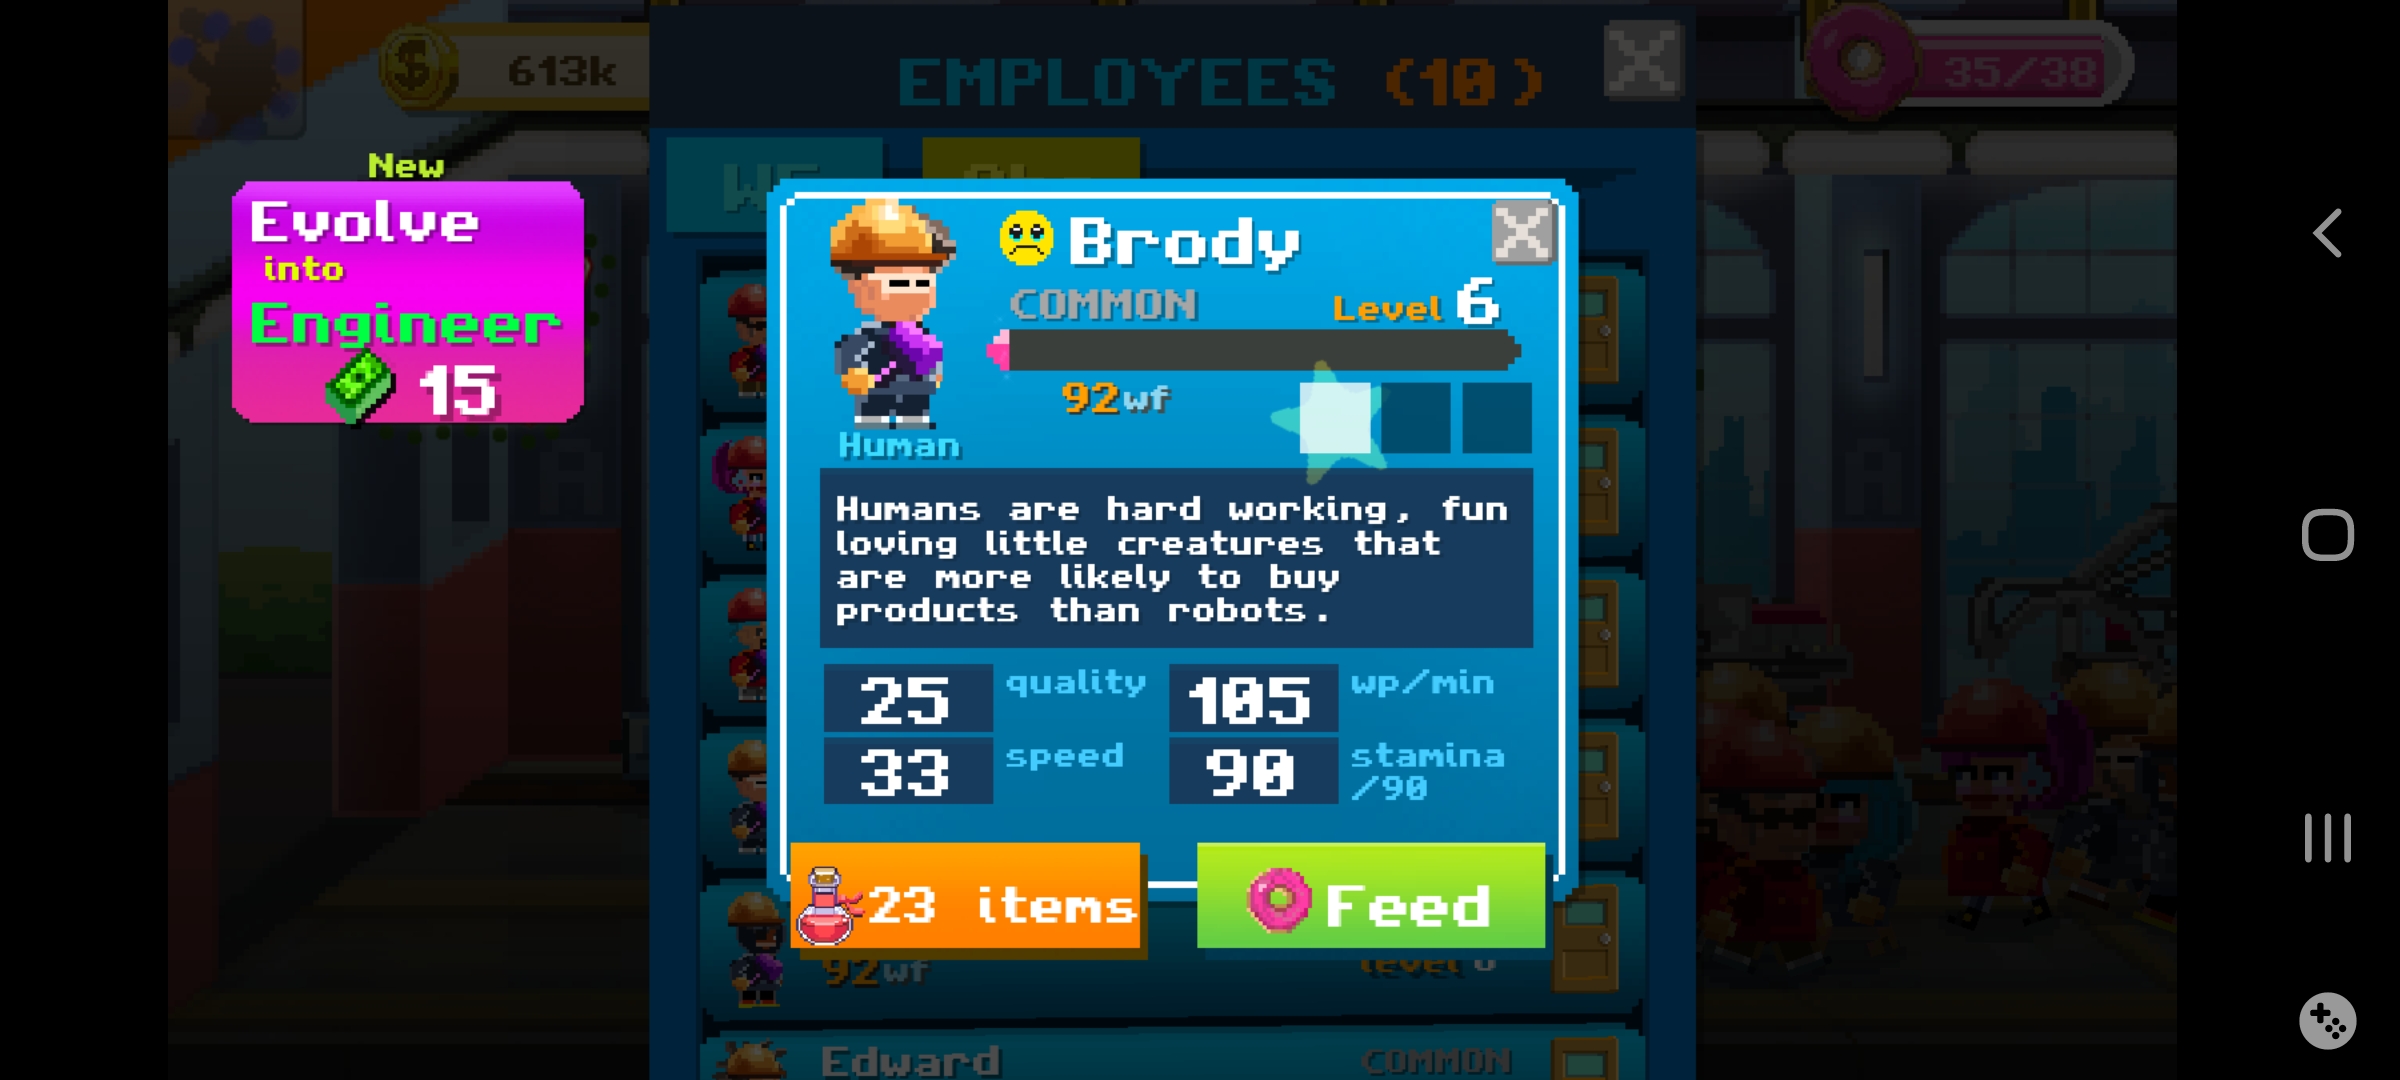 613k
EMPLOYEES (10)
35/38
New
Evolve
into
Engineer
15
Brody
COMMON
Level 6
92wf
Human
Humans are hard working, fun
loving little creatures that
are more likely to buy
products than robots.
25 quality
105 wp/min
33 speed
90 stamina
/90
23 items
Feed
92wf
level
Edward
COMMON